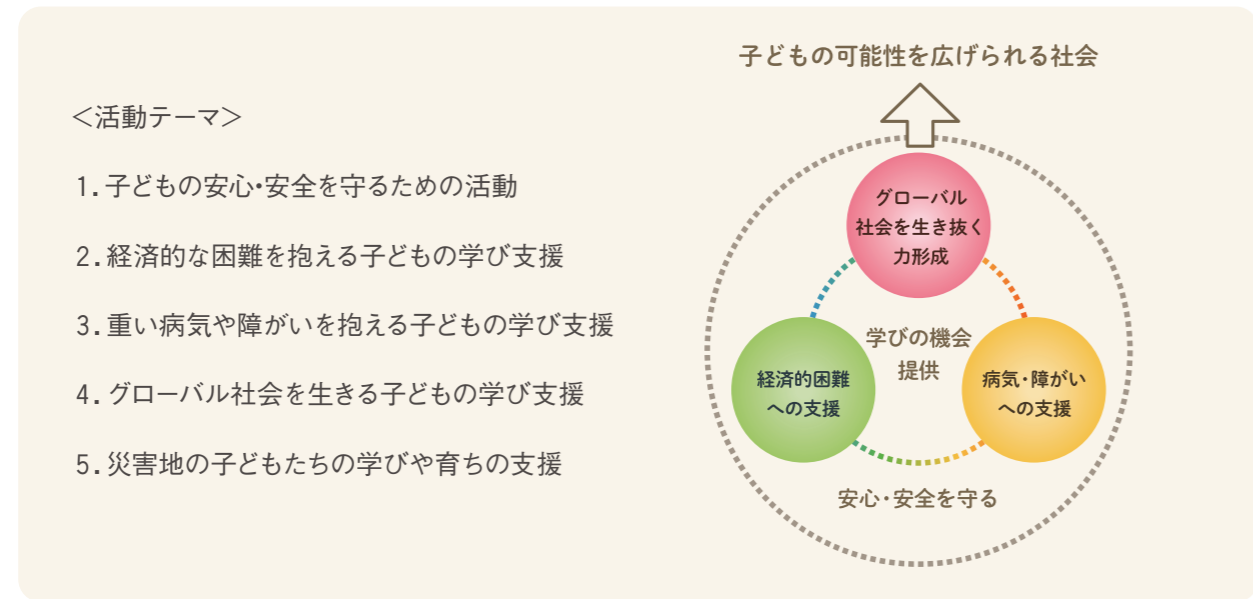 ＜活動テーマ＞
1. 子どもの安心・安全を守るための活動
2. 経済的な困難を抱える子どもの学び支援
3. 重い病気や障がいを抱える子どもの学び支援
4. グローバル社会を生きる子どもの学び支援
5. 災害地の子どもたちの学びや育ちの支援
子どもの可能性を広げられる社会
グローバル
社会を生き抜く
力形成
学びの機会
提供
経済的困難
への支援
病気・障がい
への支援
安心・安全を守る